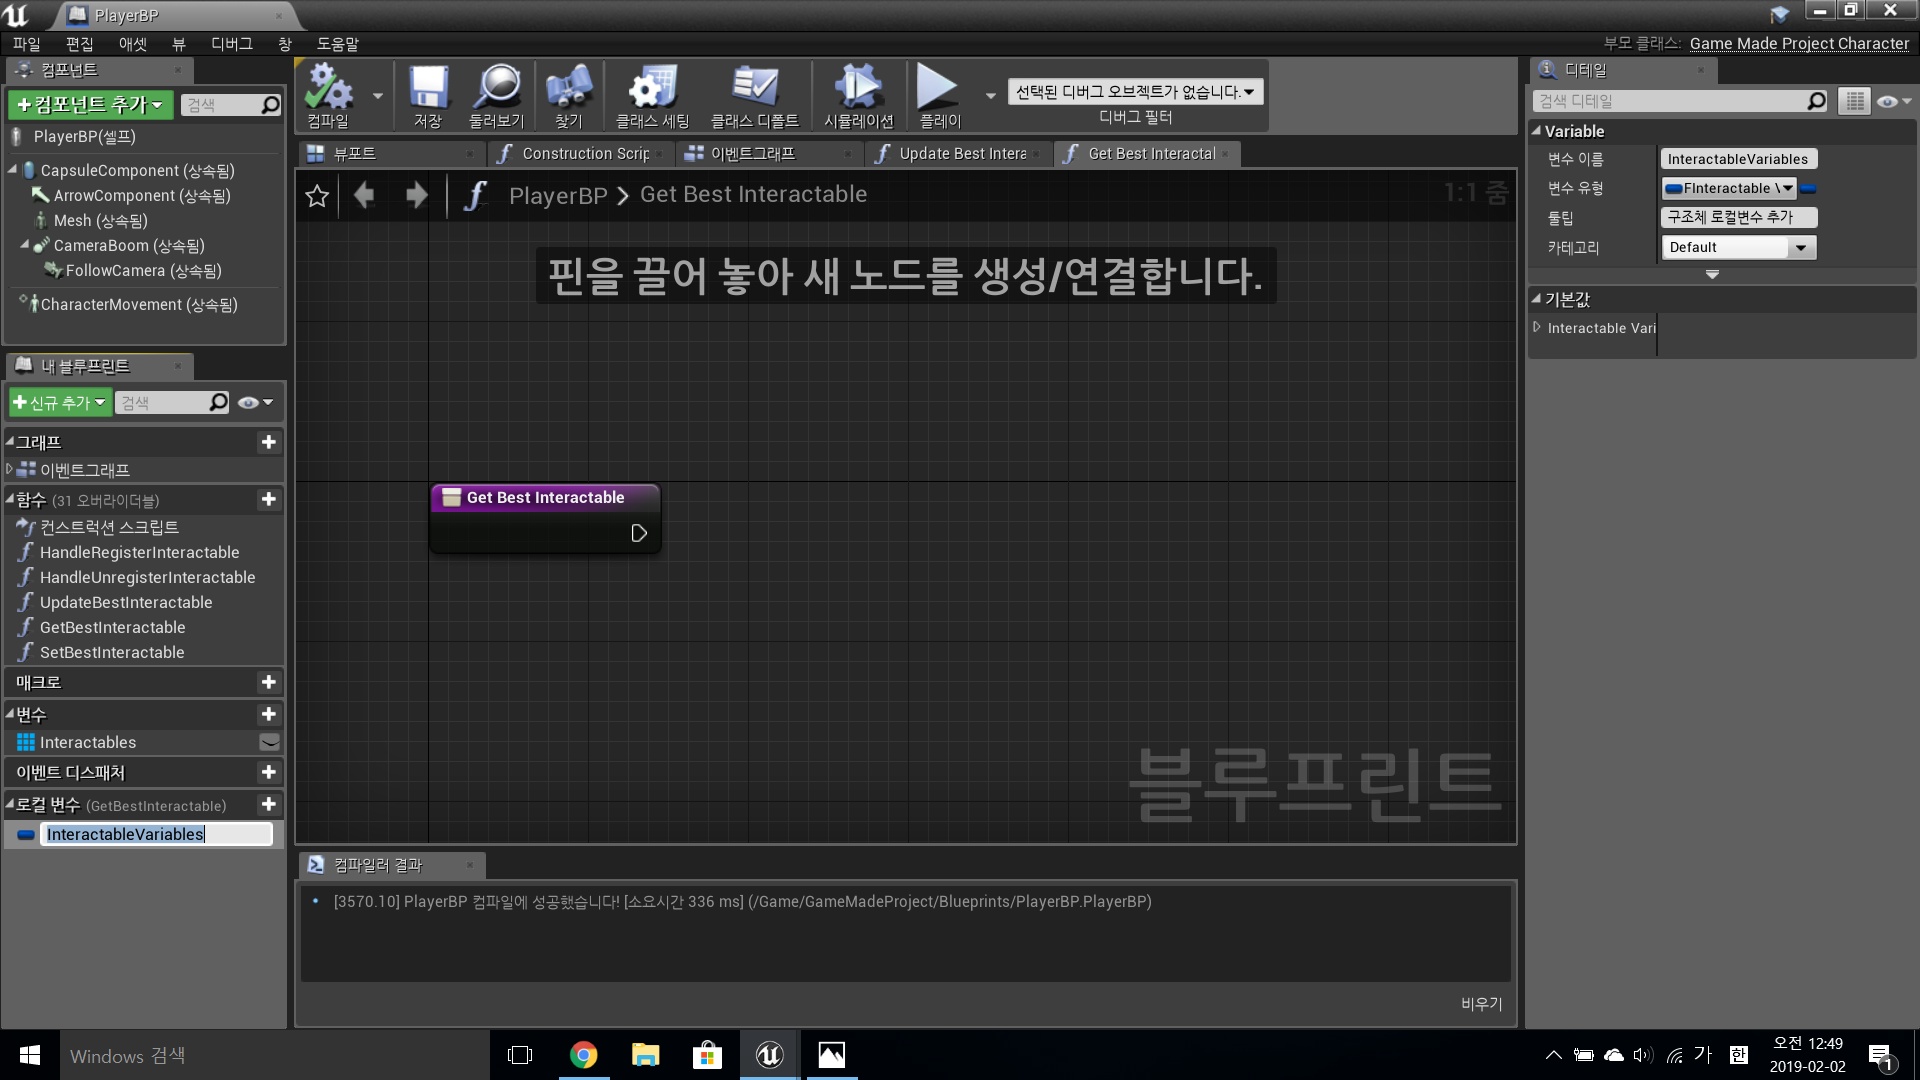 PlayerBP
파일 편집 애셋 뷰 디버그 창 도움말
부모 클래스: Game Made Project Character
컴포넌트
컴포넌트 추가
검색
PlayerBP(셀프)
CapsuleComponent (상속됨)
ArrowComponent (상속됨)
Mesh (상속됨)
CameraBoom (상속됨)
FollowCamera (상속됨)
CharacterMovement (상속됨)
내 블루프린트
신규 추가
검색
그래프
이벤트그래프
함수 (31 오버라이더블)
컨스트럭션 스크립트
HandleRegisterInteractable
HandleUnregisterInteractable
UpdateBestInteractable
GetBestInteractable
SetBestInteractable
매크로
변수
Interactables
이벤트 디스패처
로컬 변수 (GetBestInteractable)
InteractableVariables
컴파일 저장 둘러보기 찾기 클래스 세팅 클래스 디폴트 시뮬레이션 플레이
선택된 디버그 오브젝트가 없습니다.
디버그 필터
뷰포트 Construction Scrip 이벤트그래프 Update Best Intera Get Best Interactal
PlayerBP > Get Best Interactable
1:1 줌
핀을 끌어 놓아 새 노드를 생성/연결합니다.
Get Best Interactable
블루프린트
컴파일러 결과
[3570.10] PlayerBP 컴파일에 성공했습니다! [소요시간 336 ms] (/Game/GameMadeProject/Blueprints/PlayerBP.PlayerBP)
비우기
디테일
검색 디테일
Variable
변수 이름 InteractableVariables
변수 유형 FInteractable V
툴팁 구조체 로컬변수 추가
카테고리 Default
기본값
Interactable Vari
Windows 검색
가 한
오전 12:49
2019-02-02
1